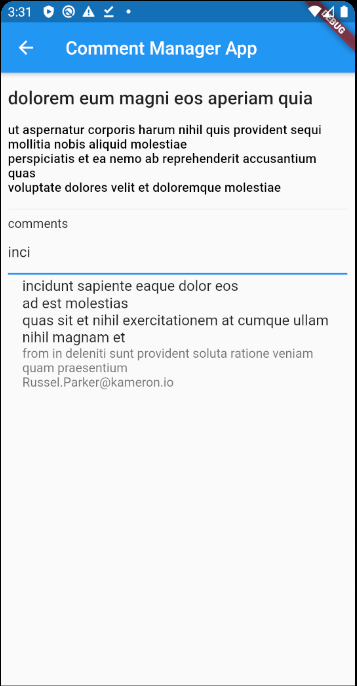 3:31
DEBUG
Comment Manager App
dolorem eum magni eos aperiam quia
ut aspernatur corporis harum nihil quis provident sequi
mollitia nobis aliquid molestiae
perspiciatis et ea nemo ab reprehenderit accusantium
quas
voluptate dolores velit et doloremque molestiae
comments
inci
incidunt sapiente eaque dolor eos
ad est molestias
quas sit et nihil exercitationem at cumque ullam
nihil magnam et
from in deleniti sunt provident soluta ratione veniam
quam praesentium
Russel.Parker@kameron.io